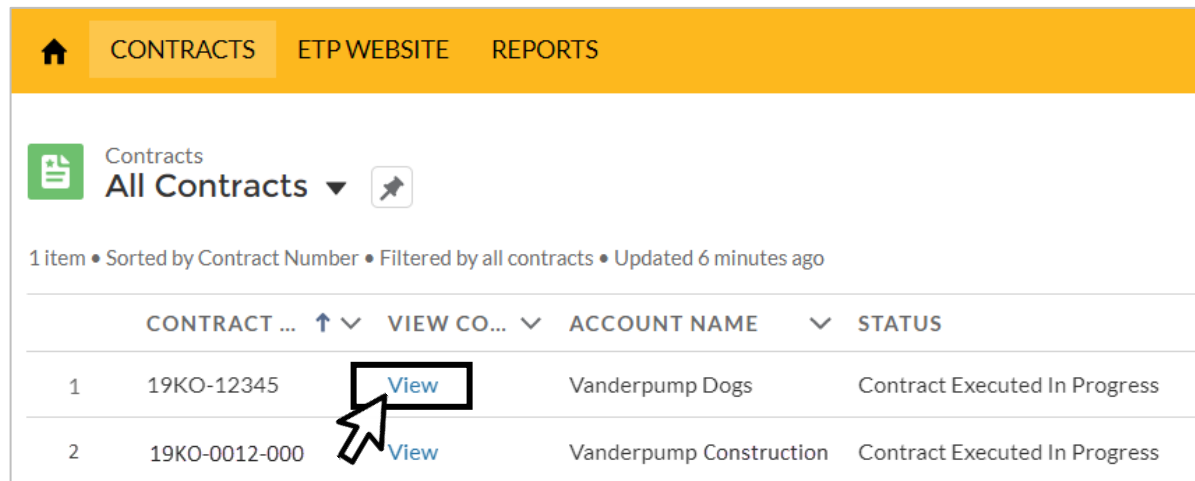 CONTRACTS ETP WEBSITE REPORTS
Contracts
All Contracts
1 item • Sorted by Contract Number • Filtered by all contracts • Updated 6 minutes ago
CONTRACT ... VIEW CO... ACCOUNT NAME STATUS
1 19KO-12345 View Vanderpump Dogs Contract Executed In Progress
2 19KO-0012-000 View Vanderpump Construction Contract Executed In Progress